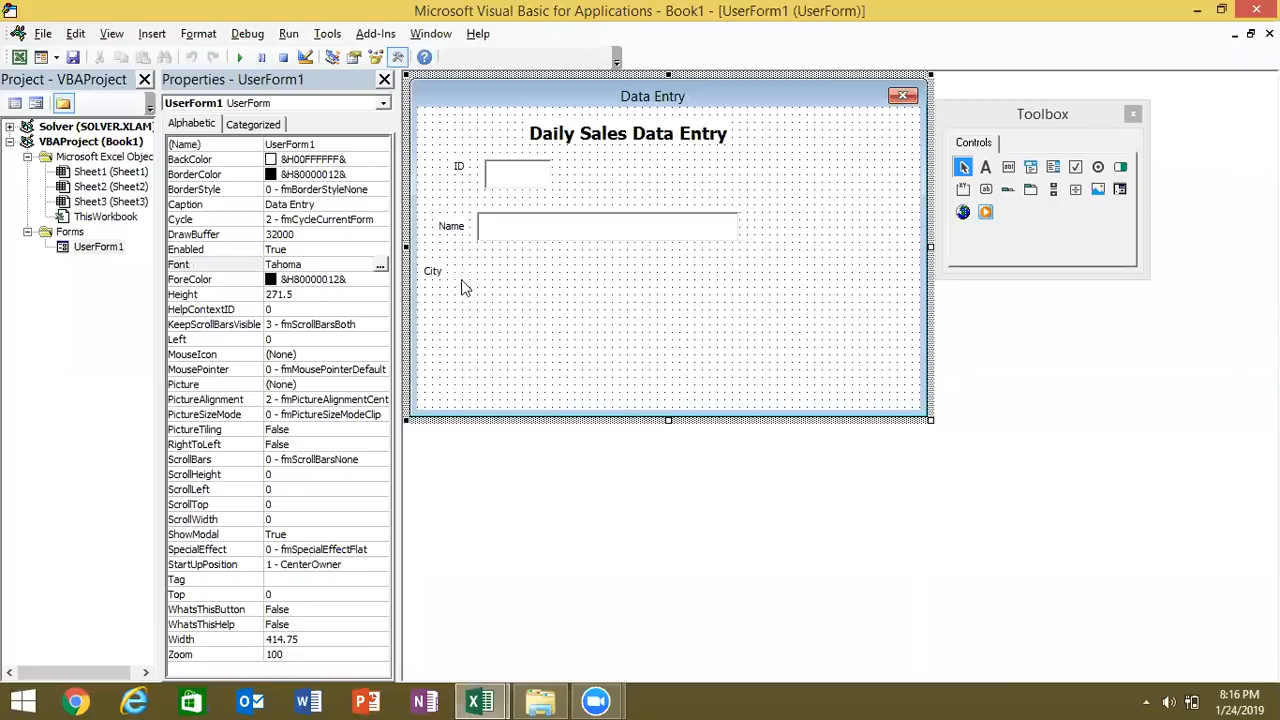 Microsoft Visual Basic for Applications - Book1 - [UserForm1 (UserForm)]
File Edit View Insert Format Debug Run Tools Add-Ins Window Help
Project - VBAProject
Solver (SOLVER.XLAM)
VBAProject (Book1)
Microsoft Excel Objec
Sheet1 (Sheet1)
Sheet2 (Sheet2)
Sheet3 (Sheet3)
ThisWorkbook
Forms
UserForm1
Properties - UserForm1
UserForm1 UserForm
Alphabetic Categorized
(Name) UserForm1
BackColor &H00FFFFFF&
BorderColor &H80000012&
BorderStyle 0 - fmBorderStyleNone
Caption Data Entry
Cycle 2 - fmCycleCurrentForm
DrawBuffer 32000
Enabled True
Font Tahoma ...
ForeColor &H80000012&
Height 271.5
HelpContextID 0
KeepScrollBarsVisible 3 - fmScrollBarsBoth
Left 0
MouseIcon (None)
MousePointer 0 - fmMousePointerDefault
Picture (None)
PictureAlignment 2 - fmPictureAlignmentCent
PictureSizeMode 0 - fmPictureSizeModeClip
PictureTiling False
RightToLeft False
ScrollBars 0 - fmScrollBarsNone
ScrollHeight 0
ScrollLeft 0
ScrollTop 0
ScrollWidth 0
ShowModal True
SpecialEffect 0 - fmSpecialEffectFlat
StartUpPosition 1 - CenterOwner
Tag
Top 0
WhatsThisButton False
WhatsThisHelp False
Width 414.75
Zoom 100
Data Entry
Daily Sales Data Entry
ID
Name
City
Toolbox
Controls
8:16 PM
1/24/2019